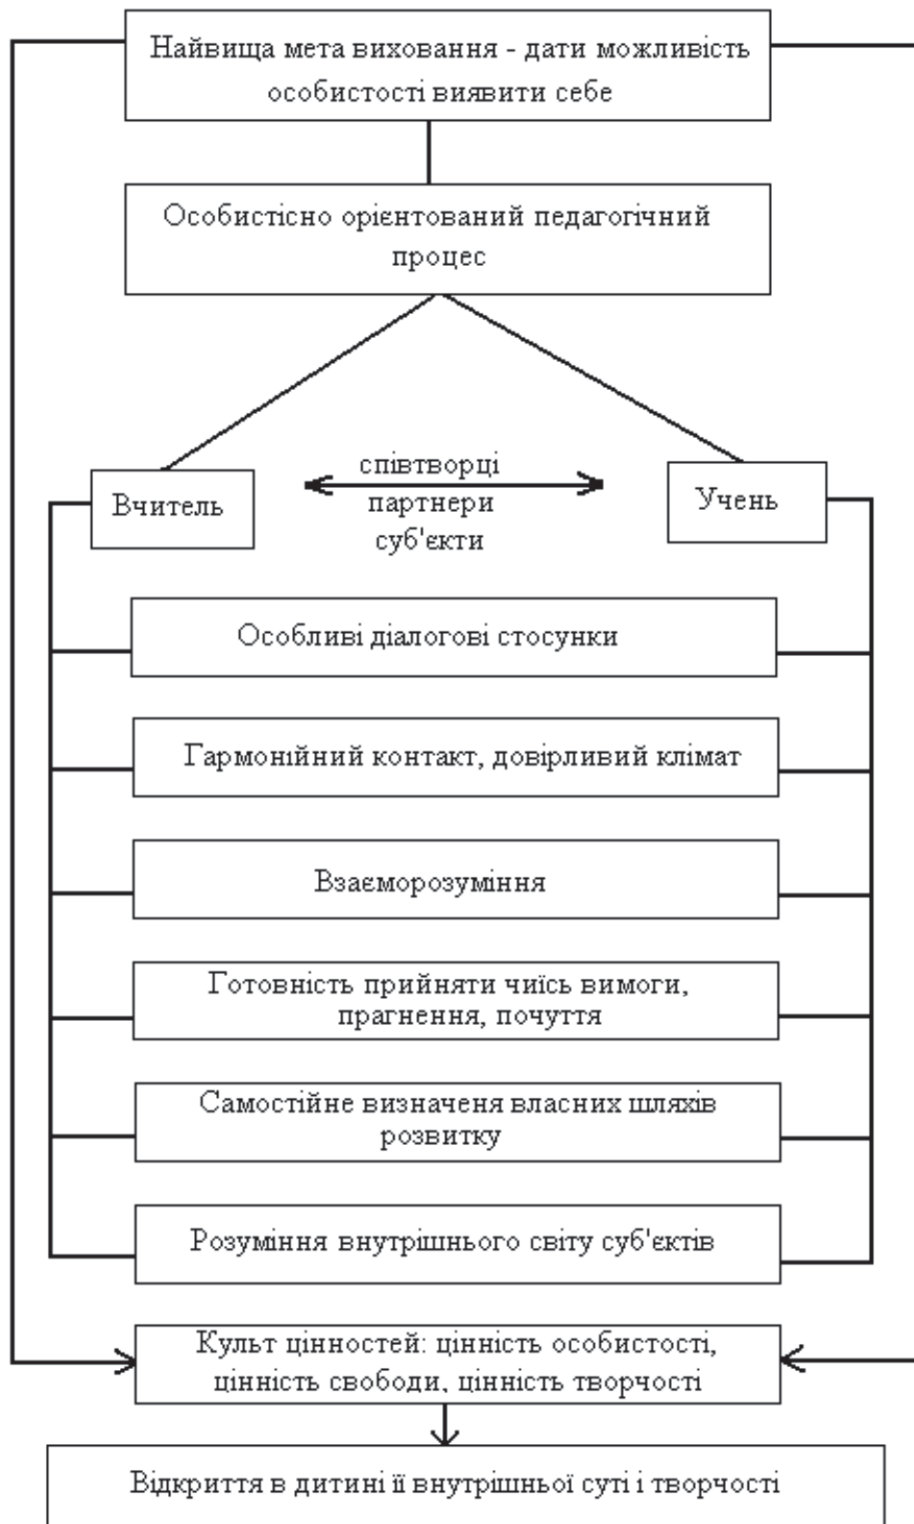 Найвища мета виховання - дати можливість
особистості виявити себе
Особистісно орієнтований педагогічний
процес
Вчитель
співтворці
партнери
суб'єкти
Учень
Особливі діалогові стосунки
Гармонійний контакт, довірливий клімат
Взаєморозуміння
Готовність прийняти чиїсь вимоги,
прагнення, почуття
Самостійне визначеня власних шляхів
розвитку
Розуміння внутрішнього світу суб'єктів
Культ цінностей: цінність особистості,
цінність свободи, цінність творчості
Відкриття в дитині її внутрішньої суті і творчості